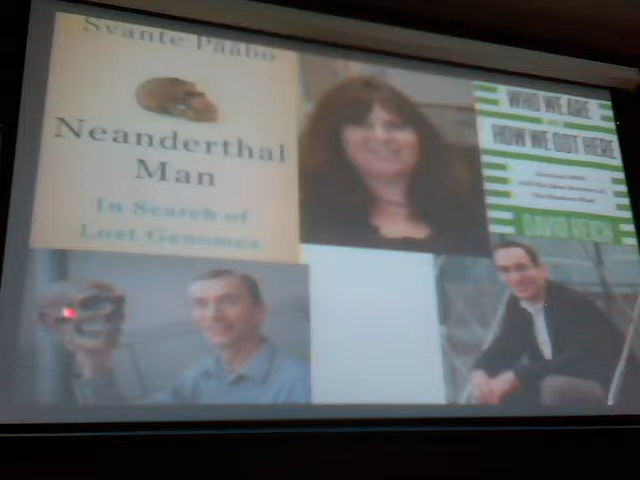 Svante Pääbo
Neanderthal
Man
In Search of
Lost Genomes
WHO WE ARE
HOW WE GOT HERE
DAVID REICH